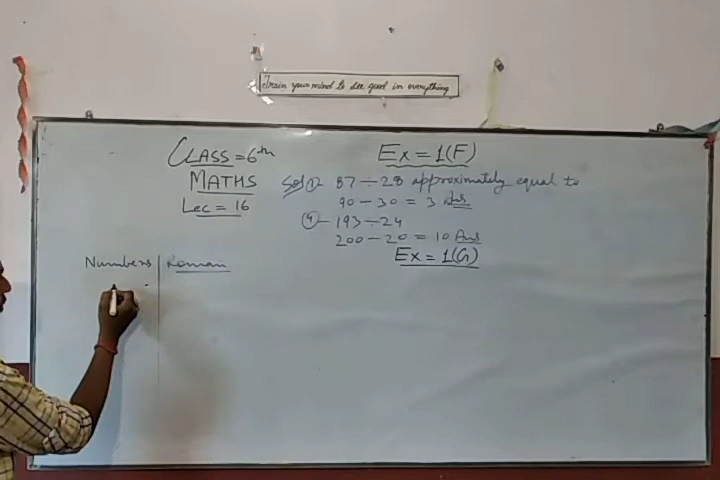 Train your mind to see good in everything
CLASS = 6th
MATHS
Lec = 16
Ex = 1(F)
Sol 1)- 87 ÷ 28 approximately equal to
90 - 30 = 3 Ans
(4)- 193 ÷ 24
200 - 20 = 10 Ans
Ex = 1(G)
Numbers | Roman